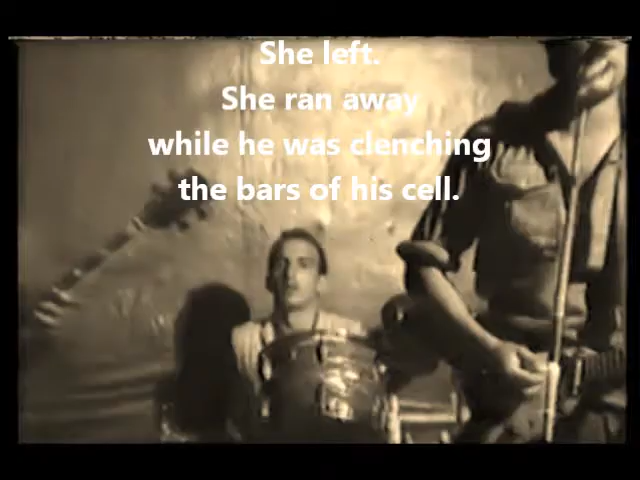 She left.
She ran away
while he was clenching
the bars of his cell.